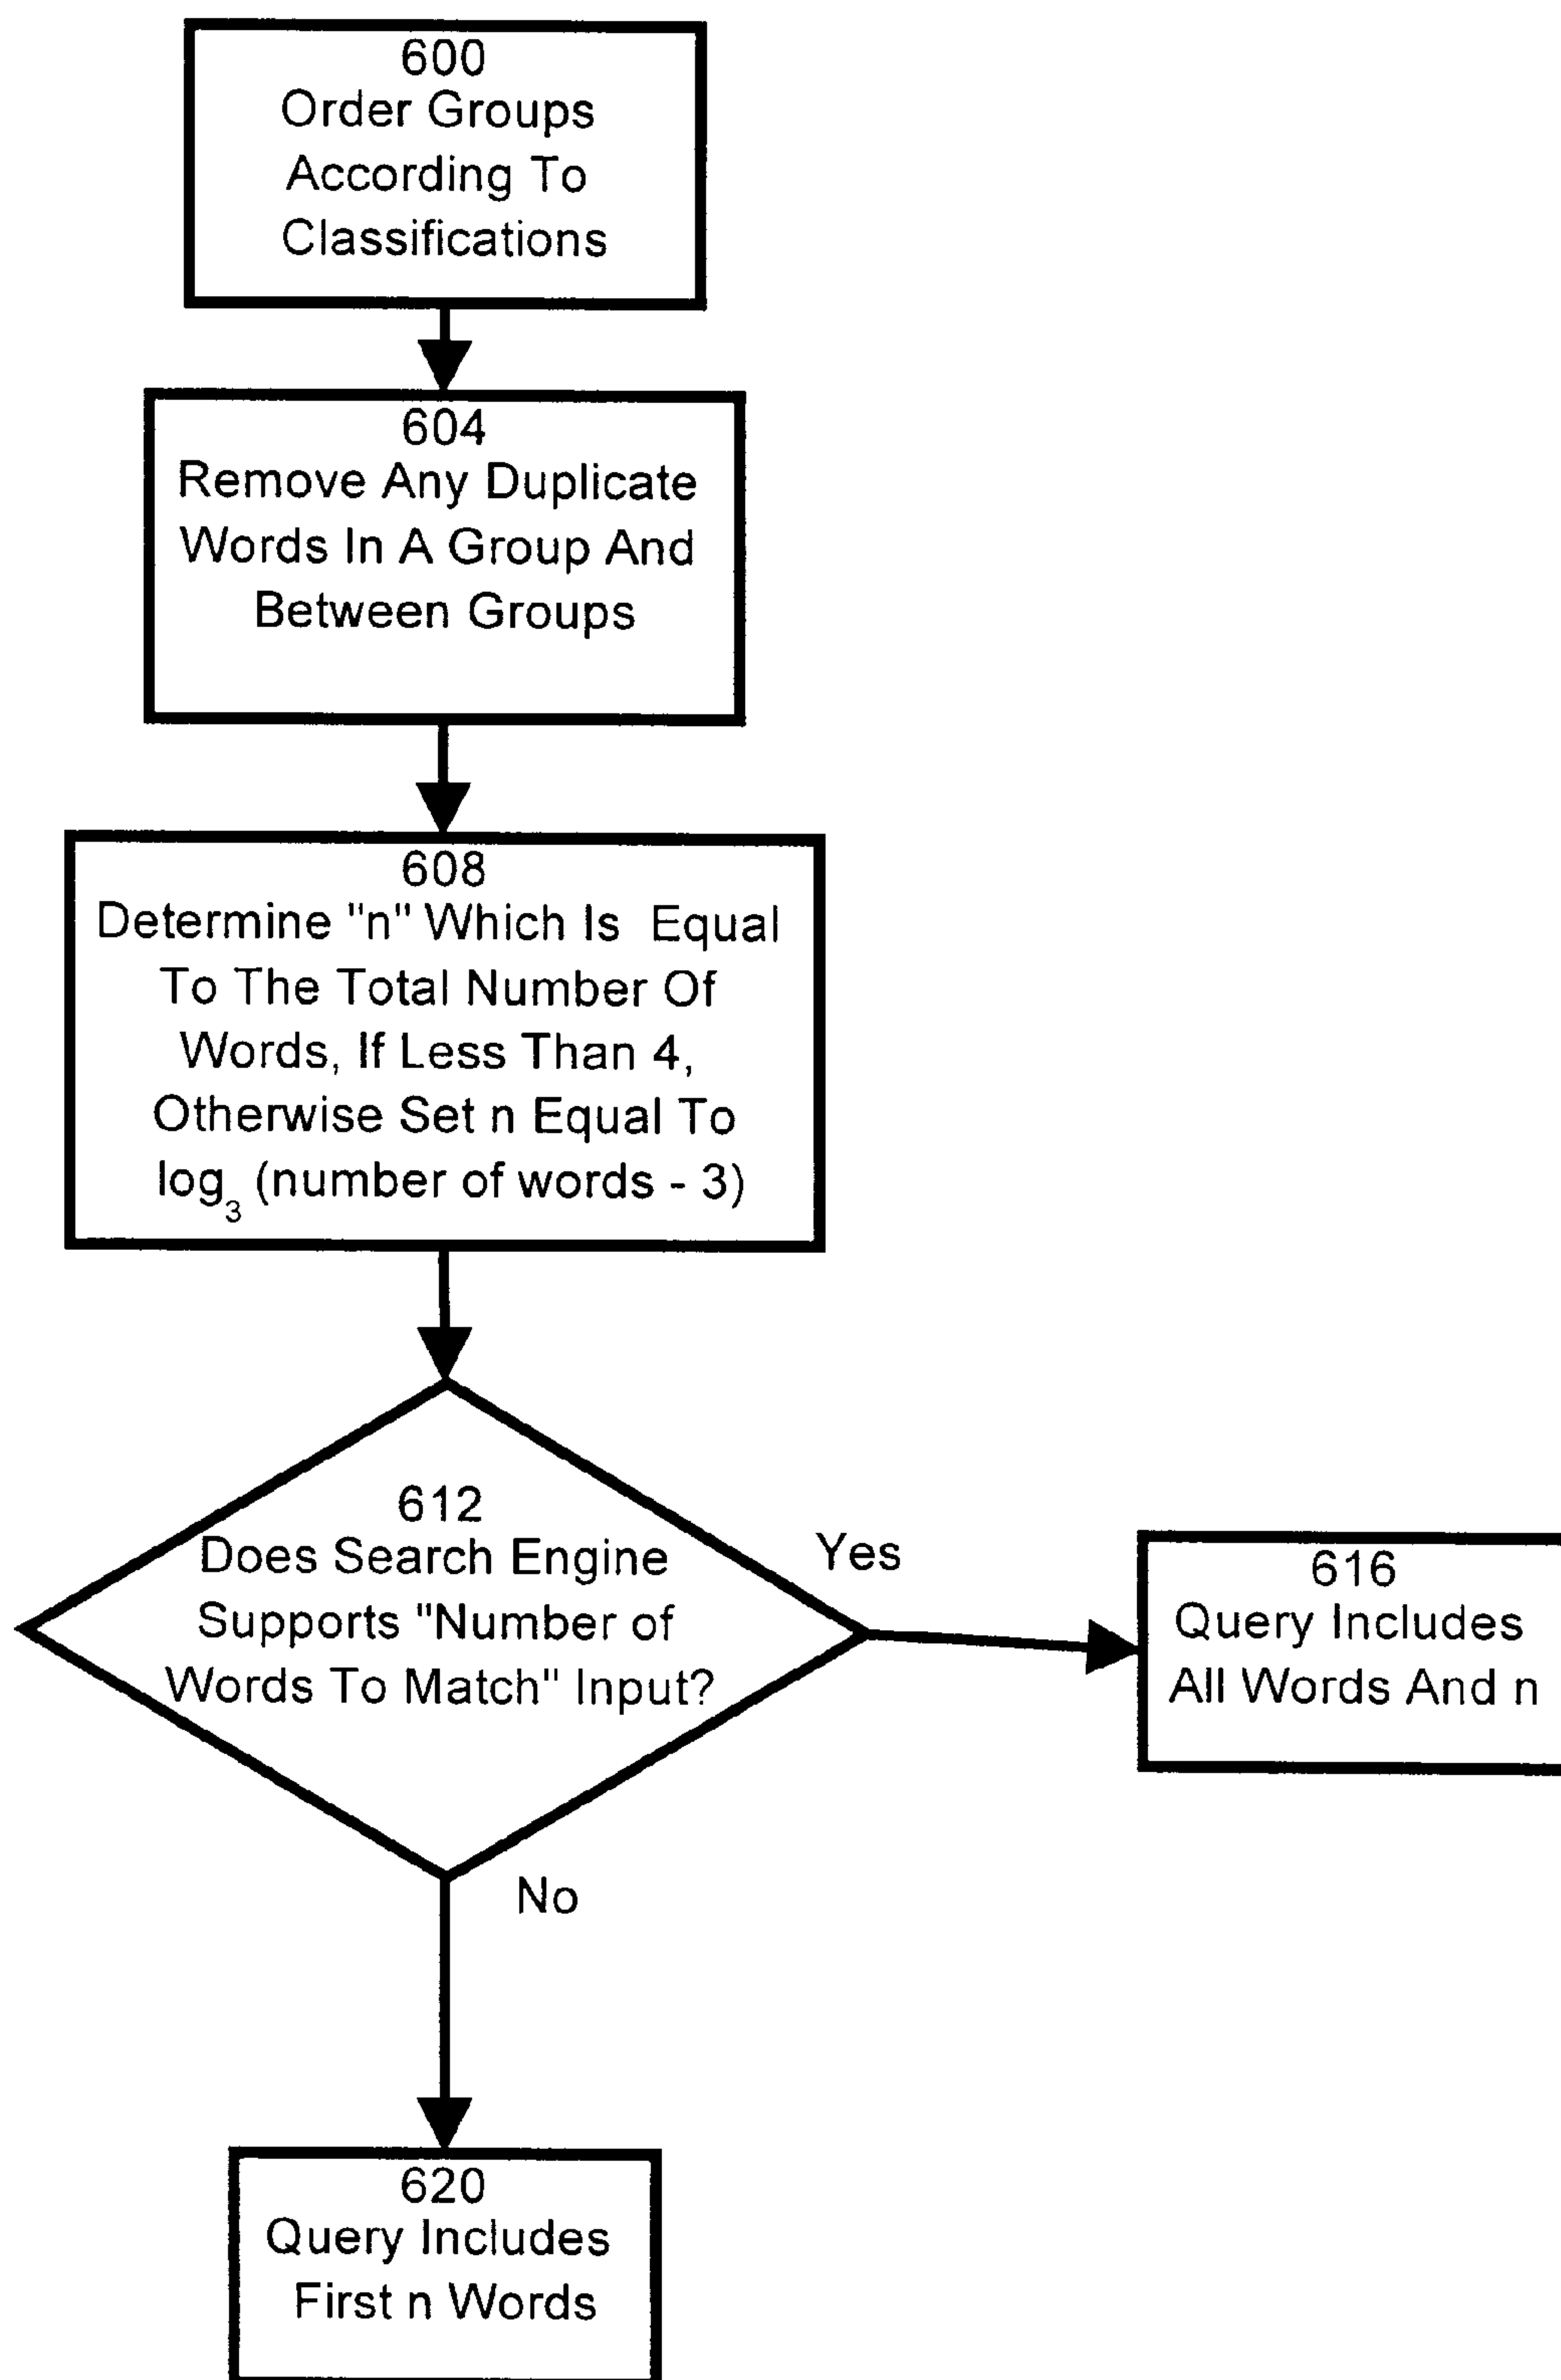 600
Order Groups
According To
Classifications
604
Remove Any Duplicate
Words In A Group And
Between Groups
608
Determine "n" Which Is Equal
To The Total Number Of
Words, If Less Than 4,
Otherwise Set n Equal To
log3 (number of words - 3)
612
Does Search Engine
Supports "Number of
Words To Match" Input?
Yes
616
Query Includes
All Words And n
No
620
Query Includes
First n Words